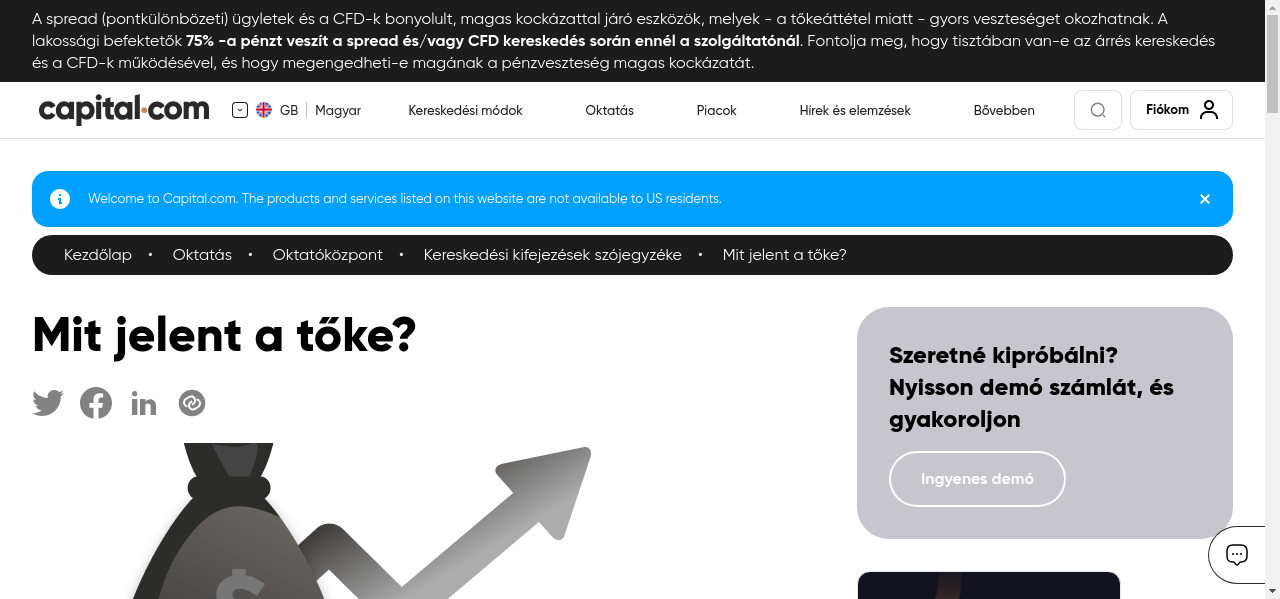 A spread (pontkülönbözeti) ügyletek és a CFD-k bonyolult, magas kockázattal járó eszközök, melyek - a tőkeáttétel miatt - gyors veszteséget okozhatnak. A
lakossági befektetők 75% -a pénzt veszít a spread és/vagy CFD kereskedés során ennél a szolgáltatónál. Fontolja meg, hogy tisztában van-e az árrés kereskedés
és a CFD-k működésével, és hogy megengedheti-e magának a pénzveszteség magas kockázatát.
capital.com
GB
Magyar
Kereskedési módok
Oktatás
Piacok
Hírek és elemzések
Bővebben
Fiókom
Welcome to Capital.com. The products and services listed on this website are not available to US residents.
Kezdőlap • Oktatás • Oktatóközpont • Kereskedési kifejezések szójegyzéke • Mit jelent a tőke?
Mit jelent a tőke?
Szeretné kipróbálni?
Nyisson demó számlát, és
gyakoroljon
Ingyenes demó
$